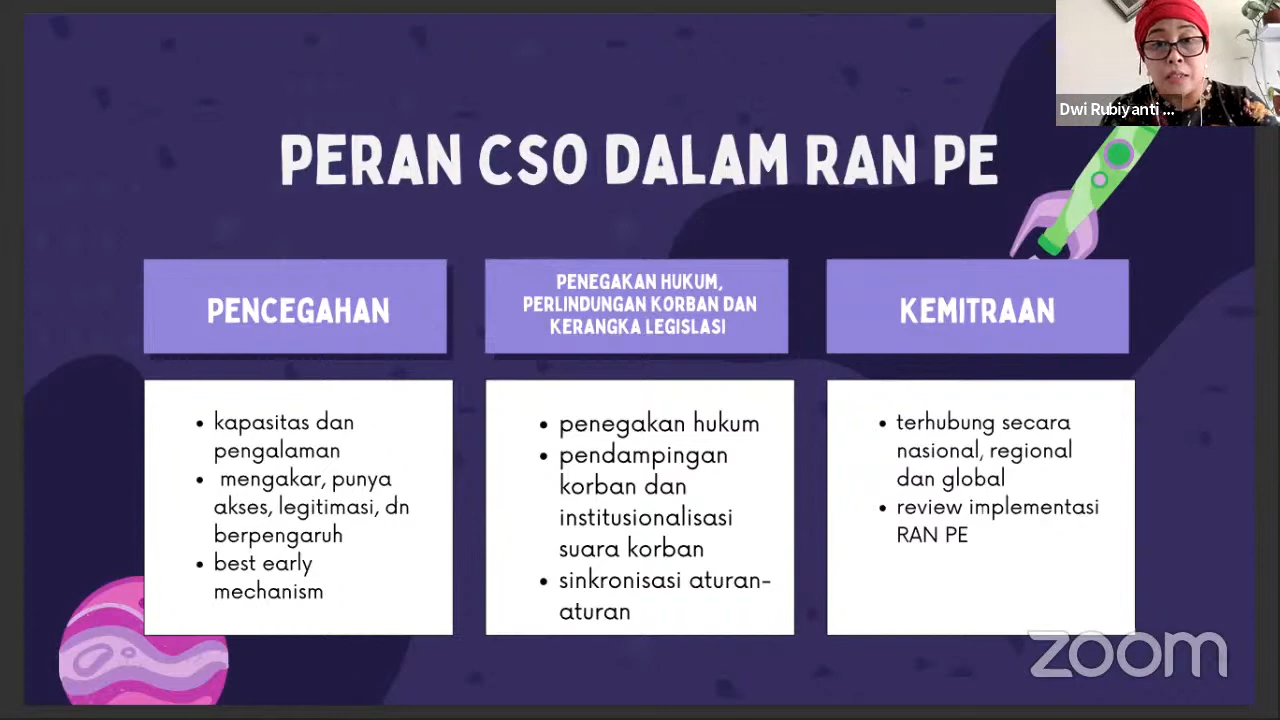 Dwi Rubiyanti ...
PERAN CSO DALAM RAN PE
PENCEGAHAN
kapasitas dan
pengalaman
mengakar, punya
akses, legitimasi, dn
berpengaruh
best early
mechanism
PENEGAKAN HUKUM,
PERLINDUNGAN KORBAN DAN
KERANGKA LEGISLASI
penegakan hukum
pendampingan
korban dan
institusionalisasi
suara korban
sinkronisasi aturan-
aturan
KEMITRAAN
terhubung secara
nasional, regional
dan global
review implementasi
RAN PE
zoom